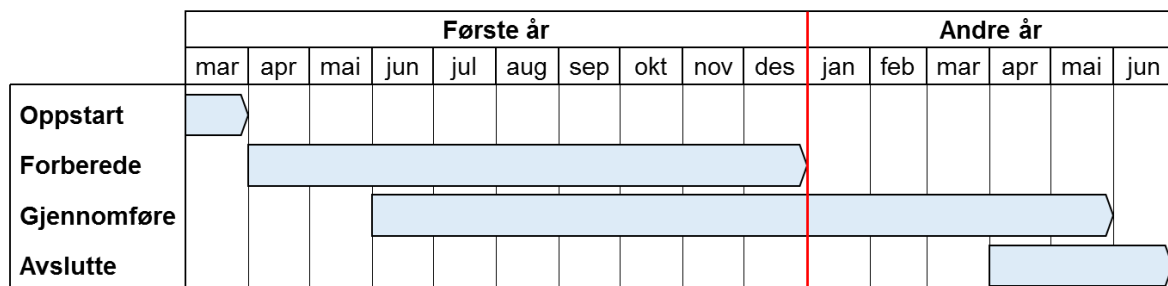 Første år Andre år
mar apr mai jun jul aug sep okt nov des jan feb mar apr mai jun
Oppstart
Forberede
Gjennomføre
Avslutte